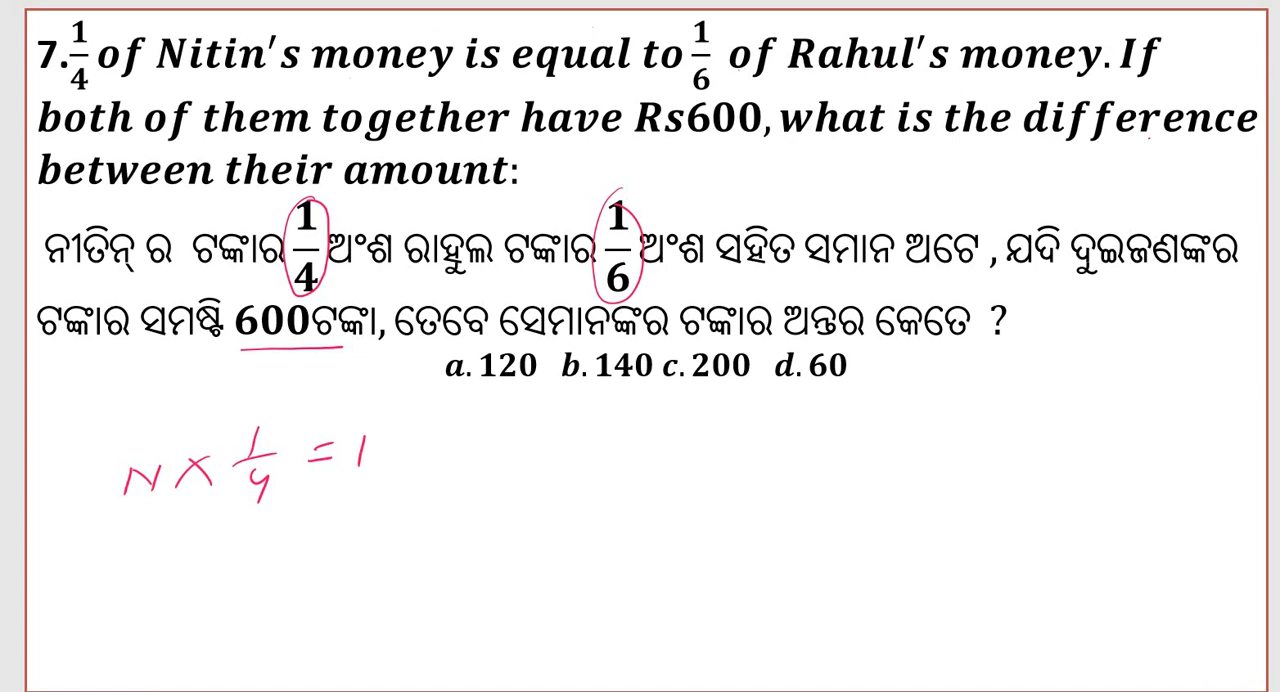 7. 1/4 of Nitin's money is equal to 1/6 of Rahul's money. If
both of them together have Rs600, what is the difference
between their amount:
ନୀତିନ୍ ର ଟଙ୍କାର 1/4 ଅଂଶ ରାହୁଲ ଟଙ୍କାର 1/6 ଅଂଶ ସହିତ ସମାନ ଅଟେ , ଯଦି ଦୁଇଜଣଙ୍କର
ଟଙ୍କାର ସମଷ୍ଟି 600ଟଙ୍କା, ତେବେ ସେମାନଙ୍କର ଟଙ୍କାର ଅନ୍ତର କେତେ ?
a. 120 b. 140 c. 200 d. 60
N × 1/4 = 1